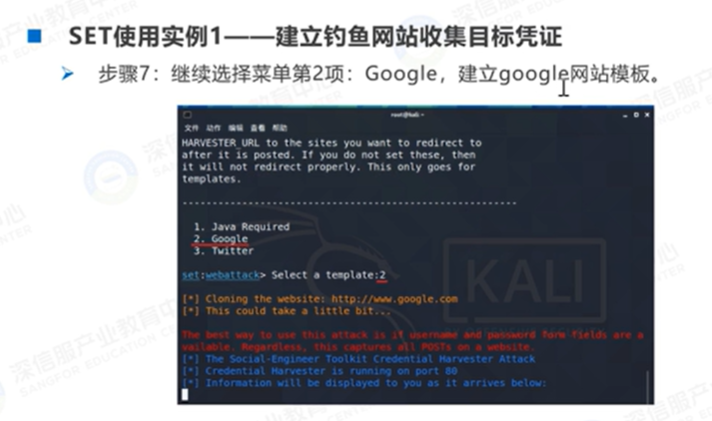 SET使用实例1——建立钓鱼网站收集目标凭证
步骤7：继续选择菜单第2项：Google，建立google网站模板。
root@kali: ~
文件 动作 编辑 查看 帮助
HARVESTER_URL to the sites you want to redirect to
after it is posted. If you do not set these, then
it will not redirect properly. This only goes for
templates.
--------------------------------------------------------
1. Java Required
2. Google
3. Twitter
set:webattack> Select a template:2
[*] Cloning the website: http://www.google.com
[*] This could take a little bit...
The best way to use this attack is if username and password form fields are a
vailable. Regardless, this captures all POSTs on a website.
[*] The Social-Engineer Toolkit Credential Harvester Attack
[*] Credential Harvester is running on port 80
[*] Information will be displayed to you as it arrives below:
KALI
深信服产业教育中心
SANGFOR EDUCATION CENTER